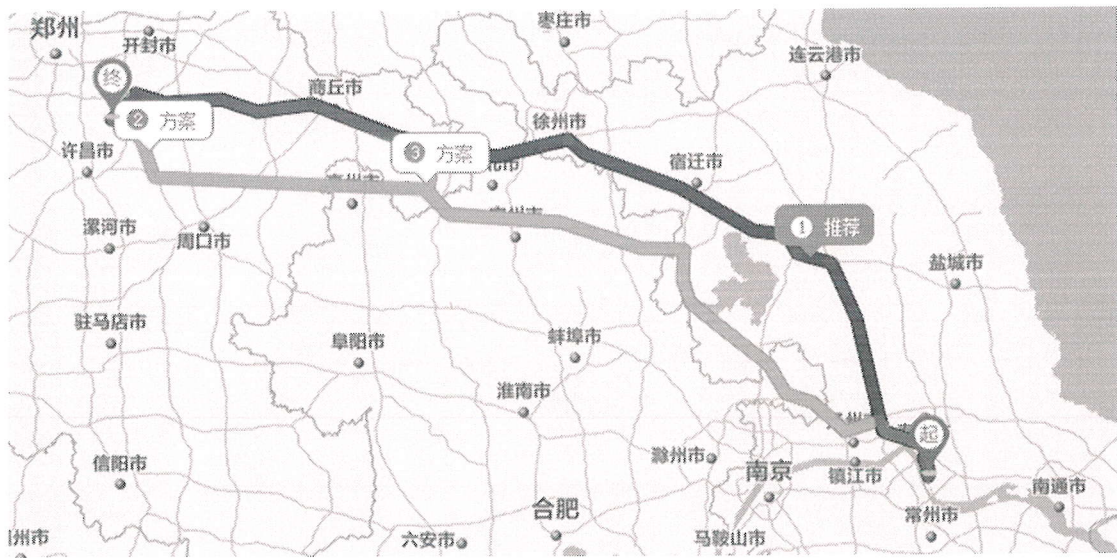 郑州
开封市
枣庄市
连云港市
终
商丘市
② 方案
徐州市
③ 方案
许昌市
宿迁市
北市
漯河市
周口市
① 推荐
盐城市
驻马店市
阜阳市
蚌埠市
淮南市
起
信阳市
滁州市
南京
镇江市
南通市
合肥
常州市
州市
六安市
马鞍山市